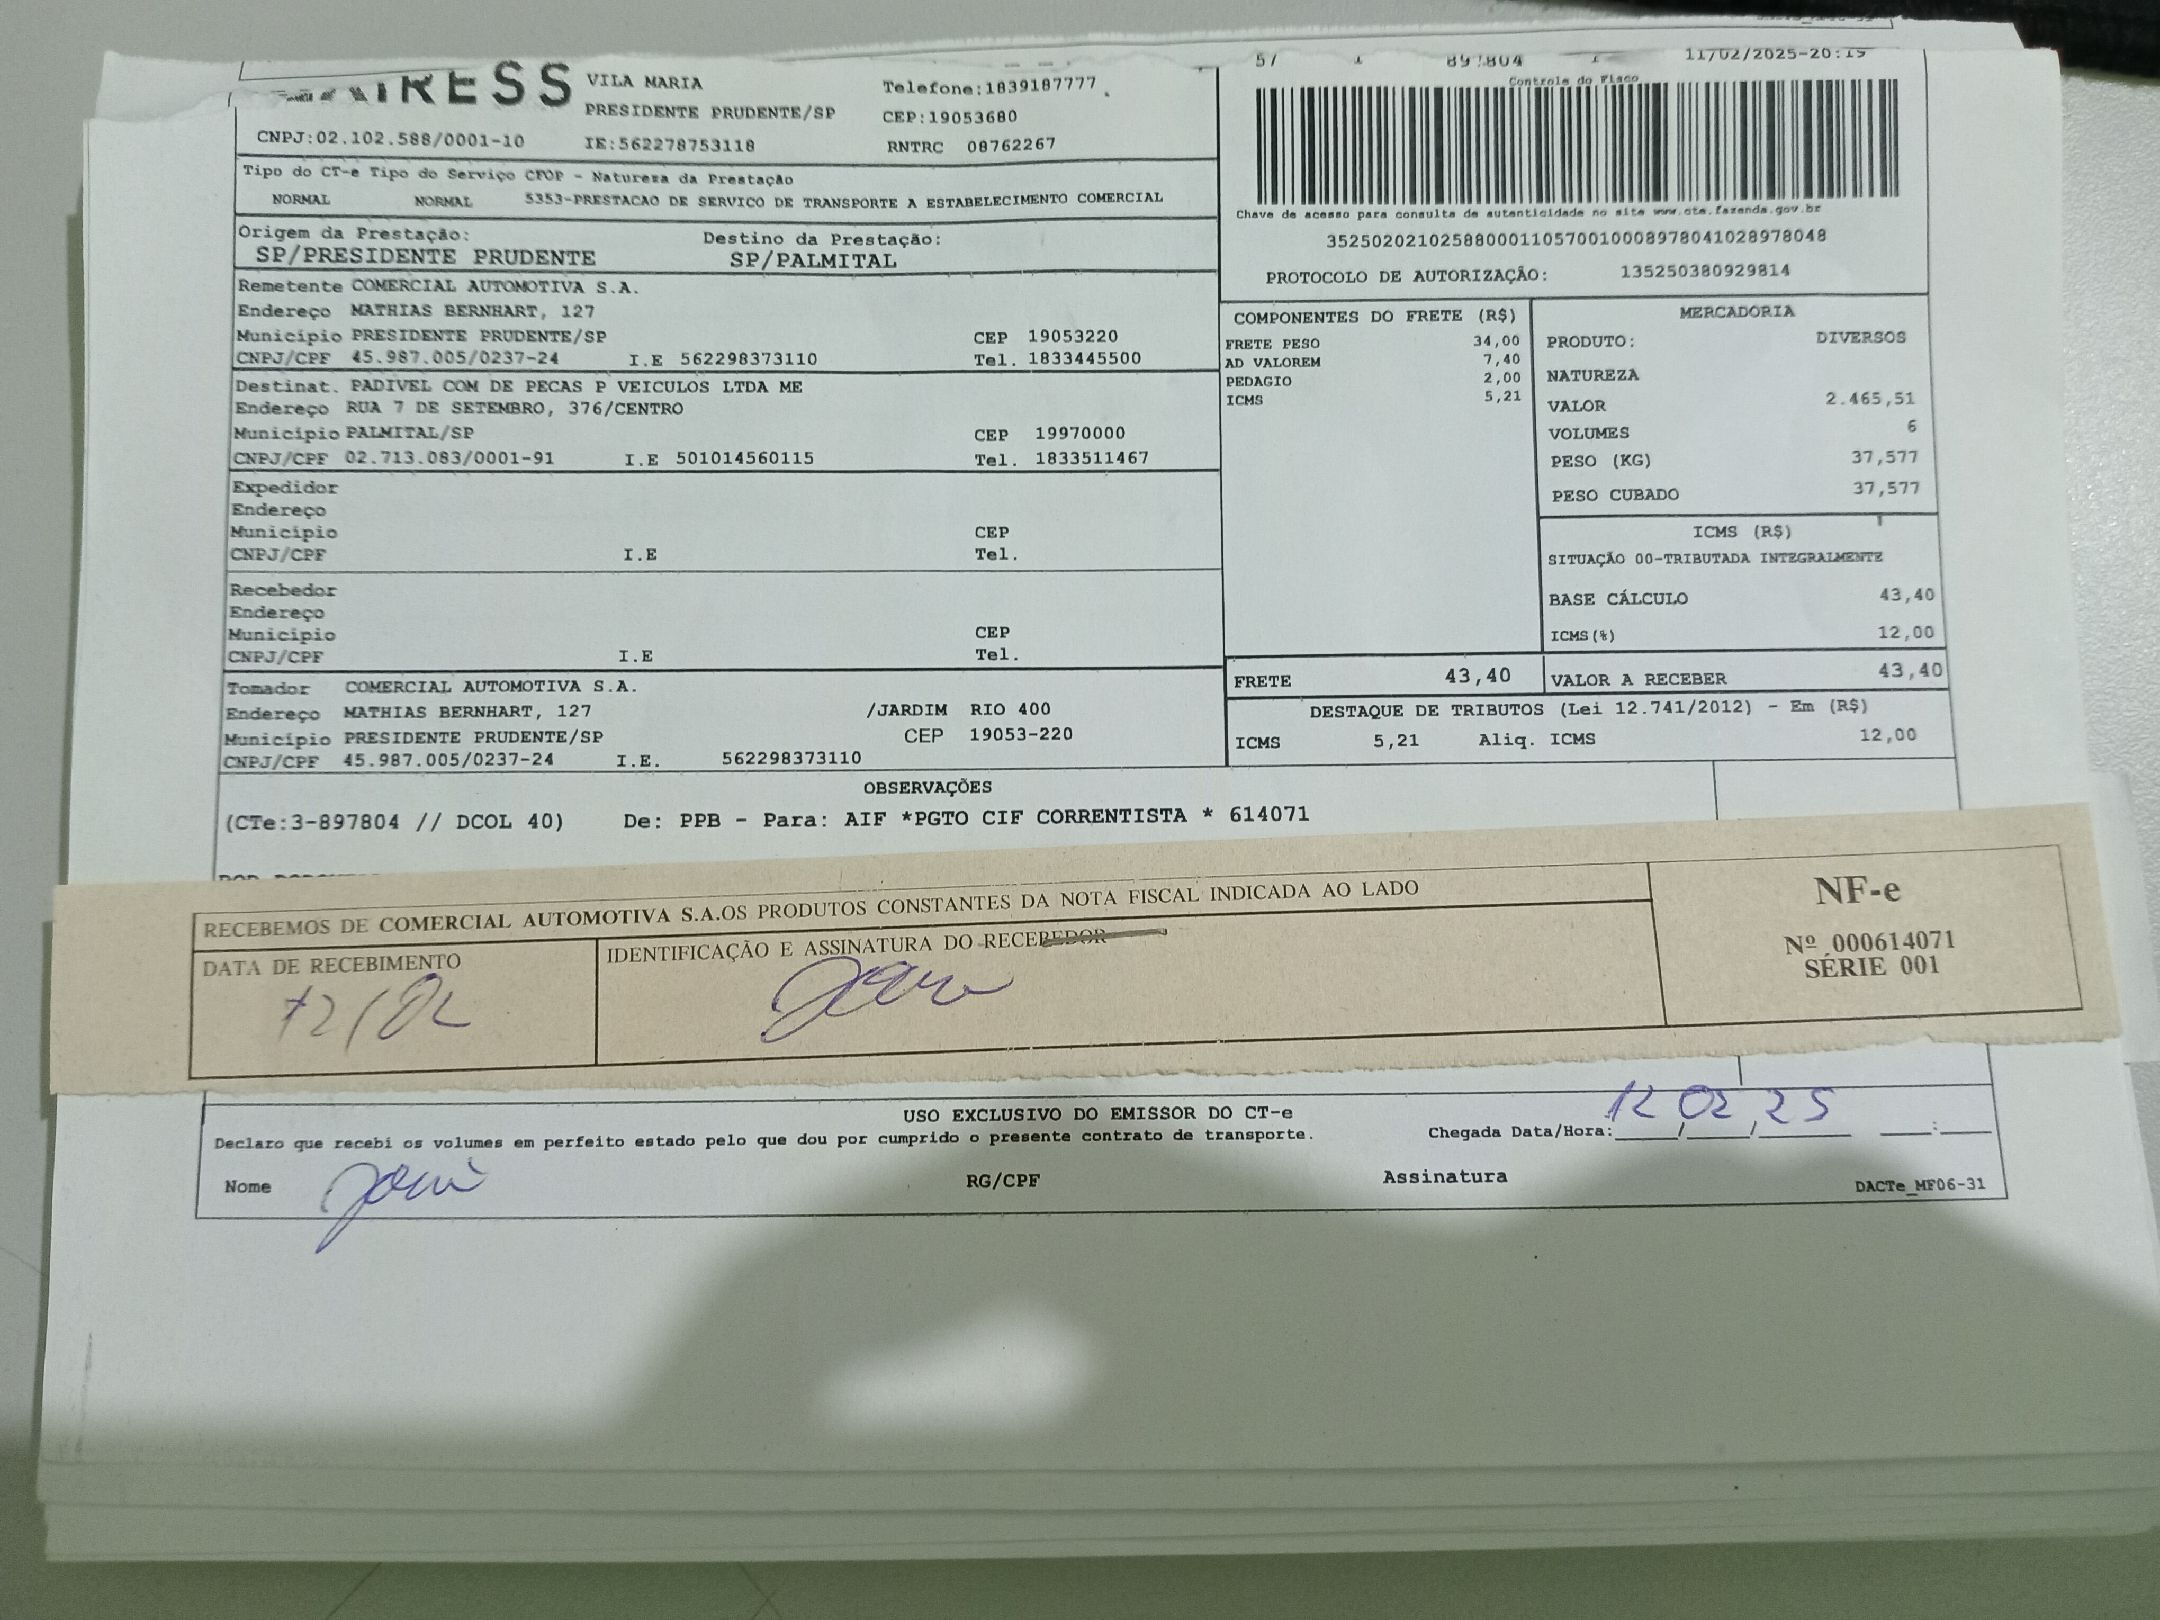 RESS VILA MARIA Telefone:1839187777
PRESIDENTE PRUDENTE/SP CEP:19053680
CNPJ:02.102.588/0001-10 IE:562278753118 RNTRC 08762267
57 1 897804 1 11/02/2025-20:19
Controle do Fisco
Chave de acesso para consulta de autenticidade no site www.cte.fazenda.gov.br
35250202102588000110570010008978041028978048
PROTOCOLO DE AUTORIZAÇÃO: 135250380929814
Tipo do CT-e Tipo do Serviço CFOP - Natureza da Prestação
NORMAL NORMAL 5353-PRESTACAO DE SERVICO DE TRANSPORTE A ESTABELECIMENTO COMERCIAL
Origem da Prestação: Destino da Prestação:
SP/PRESIDENTE PRUDENTE SP/PALMITAL
Remetente COMERCIAL AUTOMOTIVA S.A.
Endereço MATHIAS BERNHART, 127
Município PRESIDENTE PRUDENTE/SP CEP 19053220
CNPJ/CPF 45.987.005/0237-24 I.E 562298373110 Tel. 1833445500
Destinat. PADIVEL COM DE PECAS P VEICULOS LTDA ME
Endereço RUA 7 DE SETEMBRO, 376/CENTRO
Município PALMITAL/SP CEP 19970000
CNPJ/CPF 02.713.083/0001-91 I.E 501014560115 Tel. 1833511467
Expedidor
Endereço
Município CEP
CNPJ/CPF I.E Tel.
Recebedor
Endereço
Município CEP
CNPJ/CPF I.E Tel.
Tomador COMERCIAL AUTOMOTIVA S.A.
Endereço MATHIAS BERNHART, 127 /JARDIM RIO 400
Município PRESIDENTE PRUDENTE/SP CEP 19053-220
CNPJ/CPF 45.987.005/0237-24 I.E. 562298373110
COMPONENTES DO FRETE (R$)
FRETE PESO 34,00
AD VALOREM 7,40
PEDAGIO 2,00
ICMS 5,21
MERCADORIA
PRODUTO: DIVERSOS
NATUREZA
VALOR 2.465,51
VOLUMES 6
PESO (KG) 37,577
PESO CUBADO 37,577
ICMS (R$)
SITUAÇÃO 00-TRIBUTADA INTEGRALMENTE
BASE CÁLCULO 43,40
ICMS(%) 12,00
FRETE 43,40 VALOR A RECEBER 43,40
DESTAQUE DE TRIBUTOS (Lei 12.741/2012) - Em (R$)
ICMS 5,21 Aliq. ICMS 12,00
OBSERVAÇÕES
(CTe:3-897804 // DCOL 40) De: PPB - Para: AIF *PGTO CIF CORRENTISTA * 614071
RECEBEMOS DE COMERCIAL AUTOMOTIVA S.A.OS PRODUTOS CONSTANTES DA NOTA FISCAL INDICADA AO LADO
DATA DE RECEBIMENTO IDENTIFICAÇÃO E ASSINATURA DO RECEBEDOR
12/02
NF-e
Nº 000614071
SÉRIE 001
USO EXCLUSIVO DO EMISSOR DO CT-e
Declaro que recebi os volumes em perfeito estado pelo que dou por cumprido o presente contrato de transporte. Chegada Data/Hora: 12/02/25 :
Nome RG/CPF Assinatura
DACTe_MF06-31